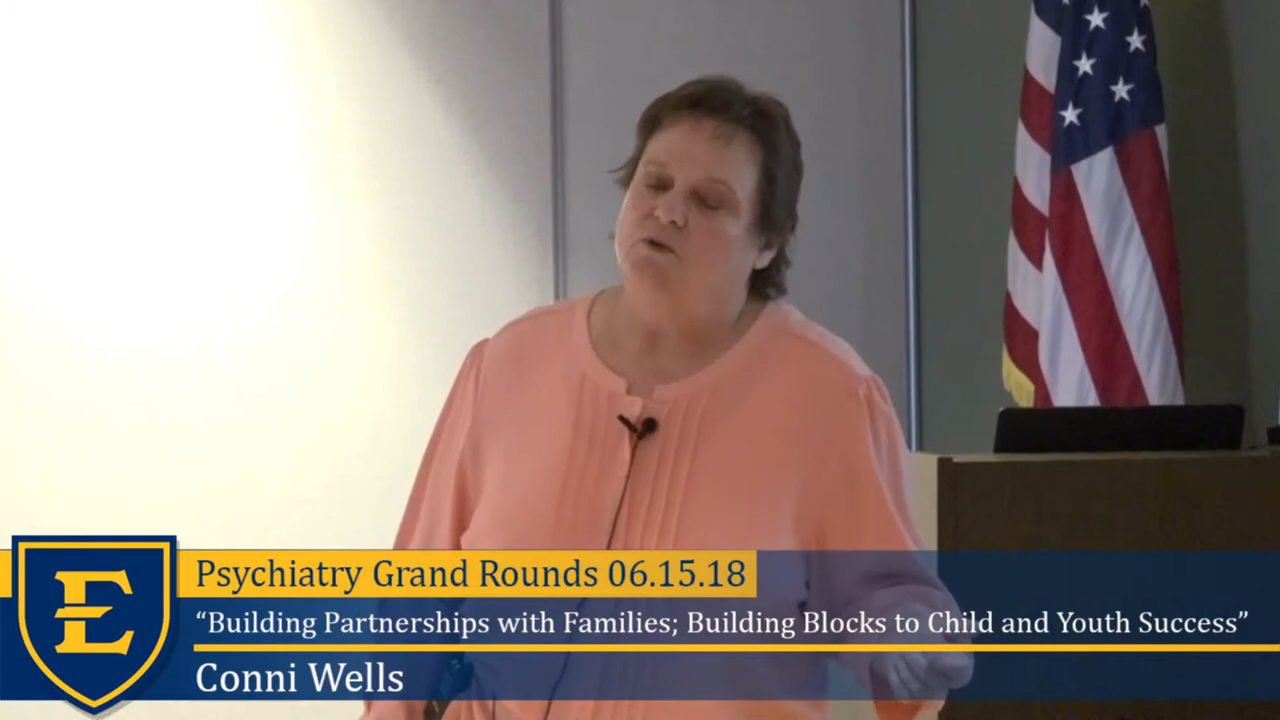 Psychiatry Grand Rounds 06.15.18
“Building Partnerships with Families; Building Blocks to Child and Youth Success”
E
Conni Wells